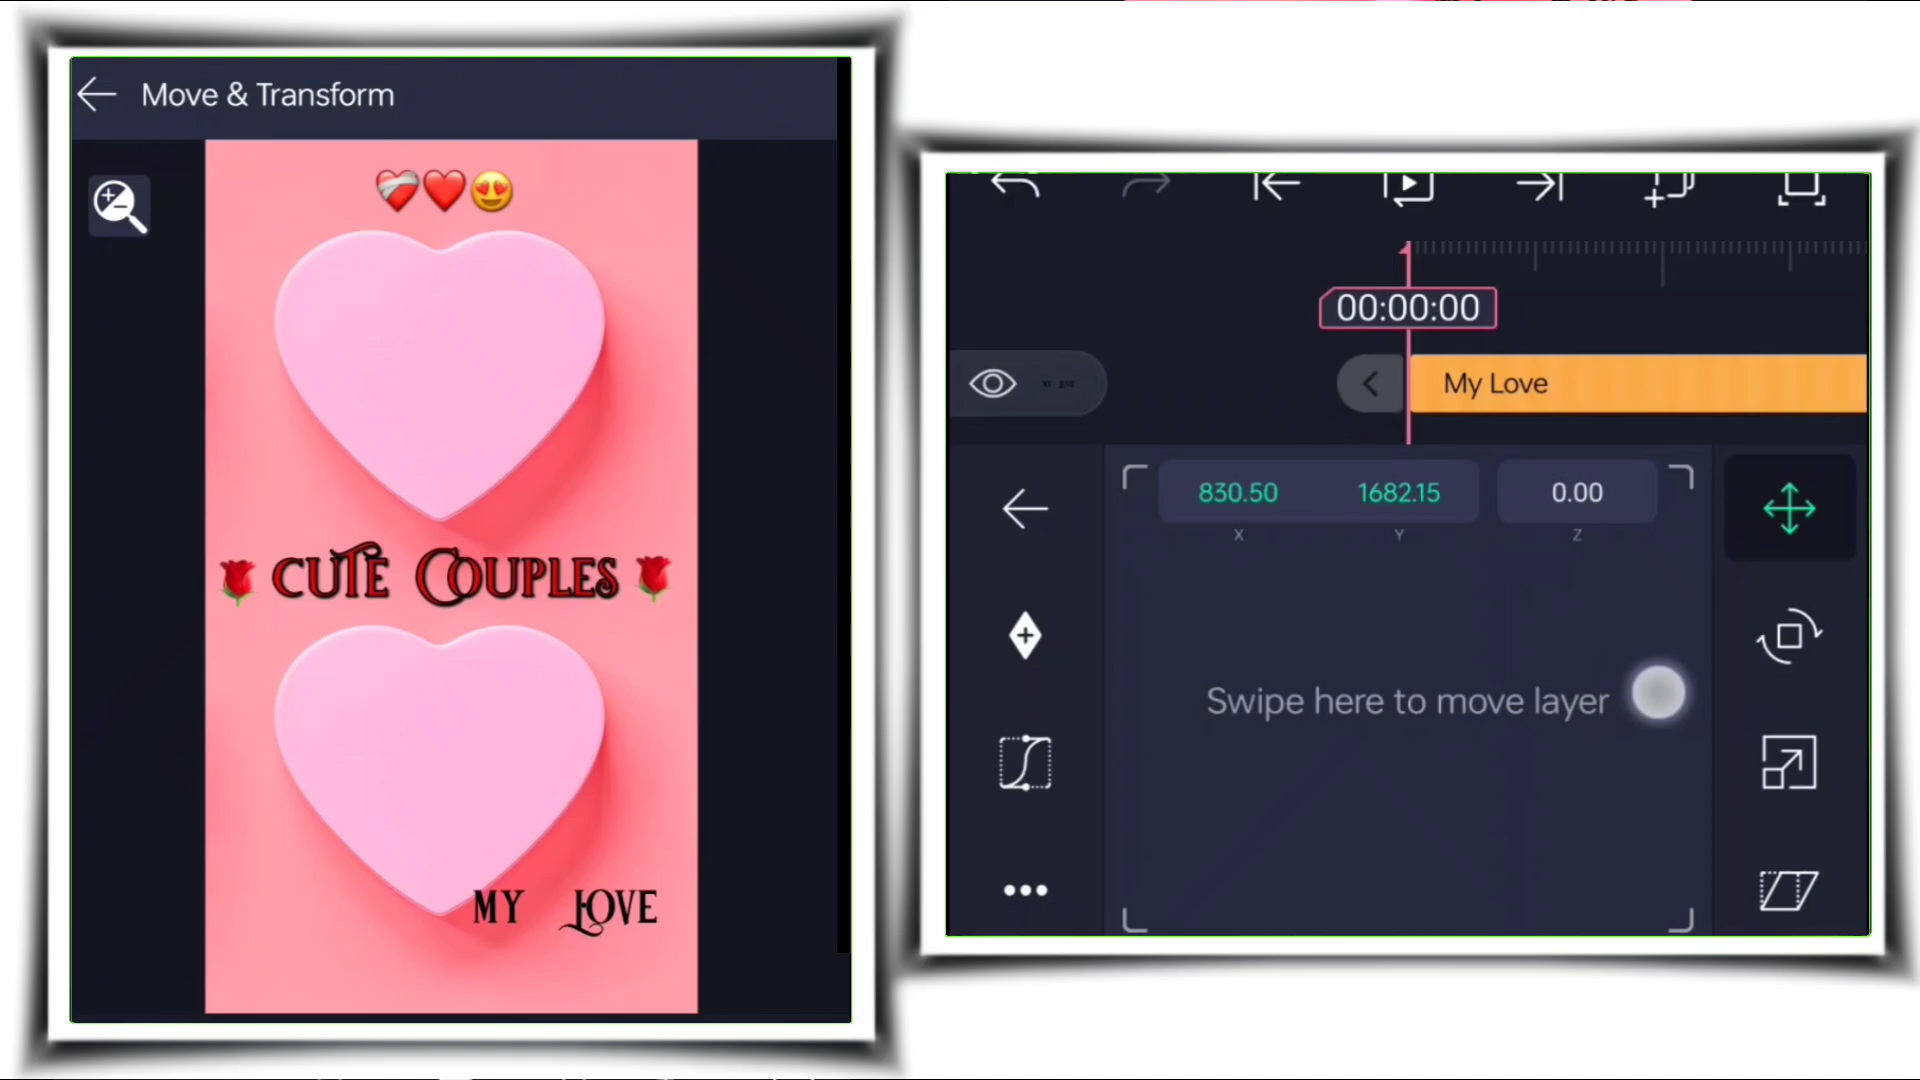 Move & Transform
CUTE COUPLES
MY LOVE
00:00:00
My Love
830.50 1682.15 0.00
X Y Z
Swipe here to move layer